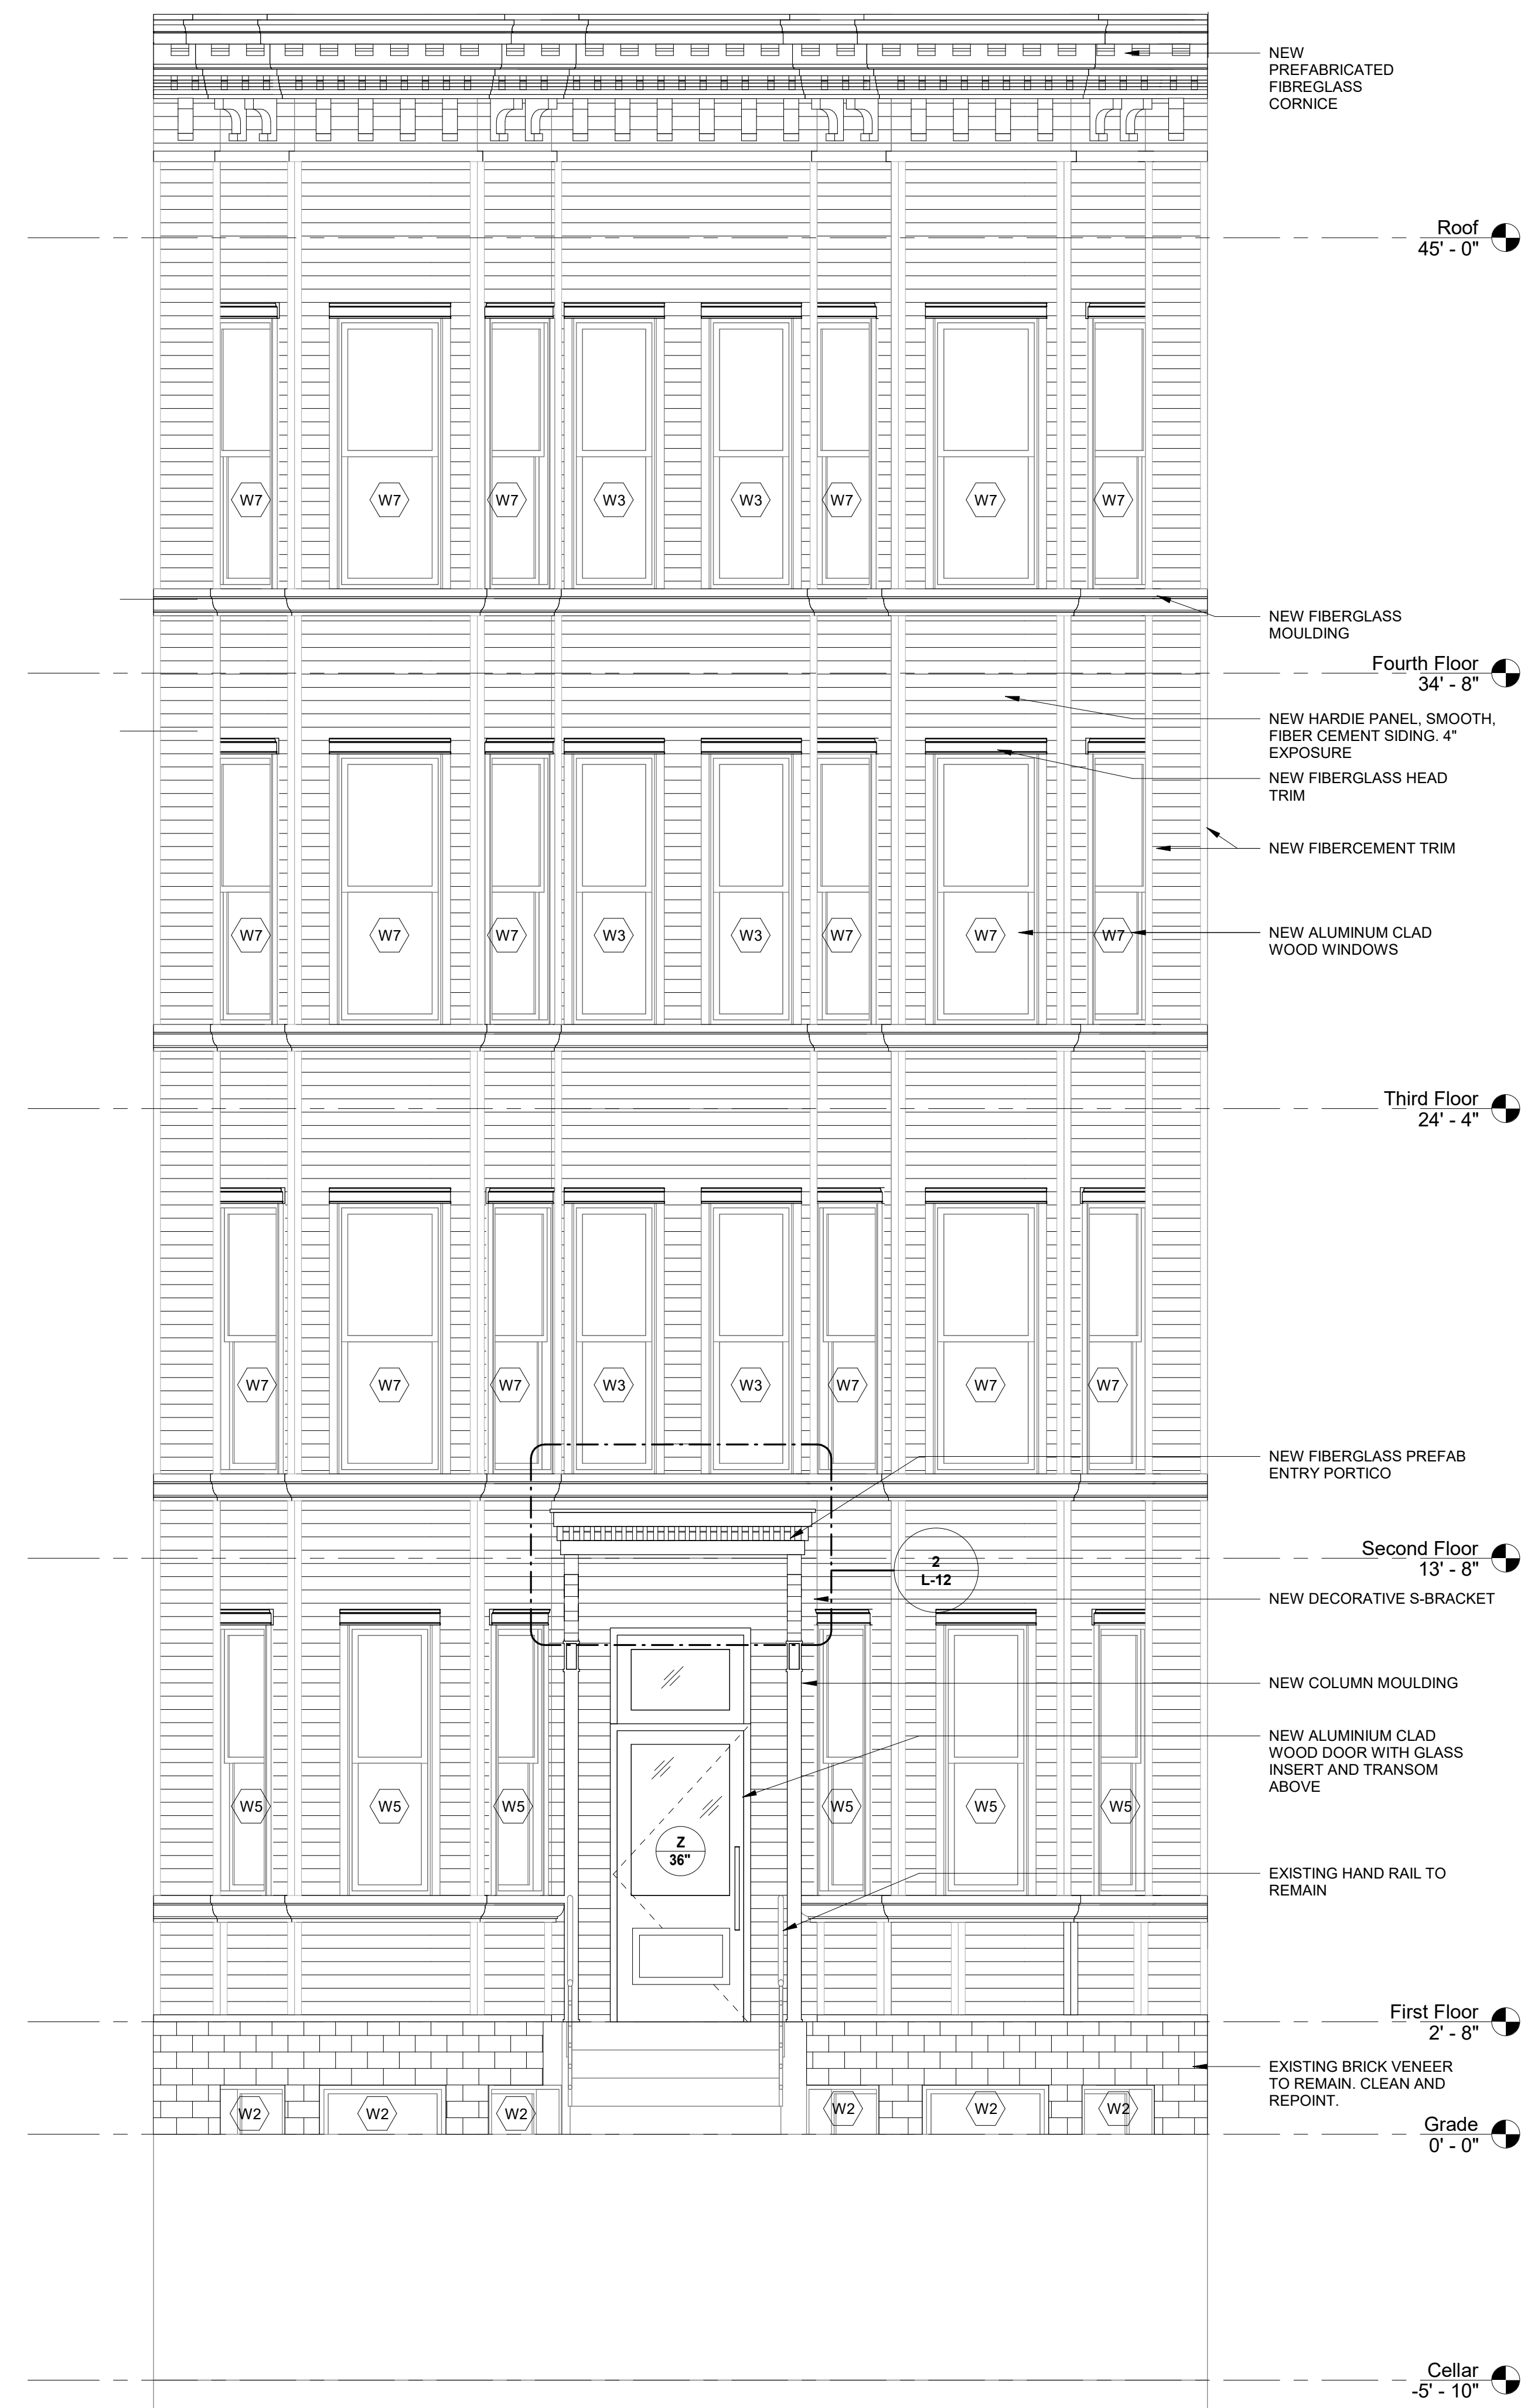 NEW
PREFABRICATED
FIBREGLASS
CORNICE
Roof
45' - 0"
W7 W7 W7 W3 W3 W7 W7 W7
NEW FIBERGLASS
MOULDING
Fourth Floor
34' - 8"
NEW HARDIE PANEL, SMOOTH,
FIBER CEMENT SIDING. 4"
EXPOSURE
NEW FIBERGLASS HEAD
TRIM
NEW FIBERCEMENT TRIM
W7 W7 W7 W3 W3 W7 W7 W7
NEW ALUMINUM CLAD
WOOD WINDOWS
Third Floor
24' - 4"
W7 W7 W7 W3 W3 W7 W7 W7
NEW FIBERGLASS PREFAB
ENTRY PORTICO
Second Floor
13' - 8"
2
L-12
NEW DECORATIVE S-BRACKET
NEW COLUMN MOULDING
NEW ALUMINIUM CLAD
WOOD DOOR WITH GLASS
INSERT AND TRANSOM
ABOVE
W5 W5 W5 W5 W5 W5
Z
36"
EXISTING HAND RAIL TO
REMAIN
First Floor
2' - 8"
EXISTING BRICK VENEER
TO REMAIN. CLEAN AND
REPOINT.
W2 W2 W2 W2 W2 W2
Grade
0' - 0"
Cellar
-5' - 10"